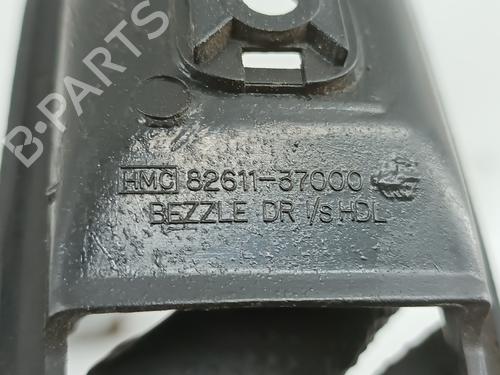 B-PARTS
HMC 82611-37000
BEZZLE DR I/S HDL